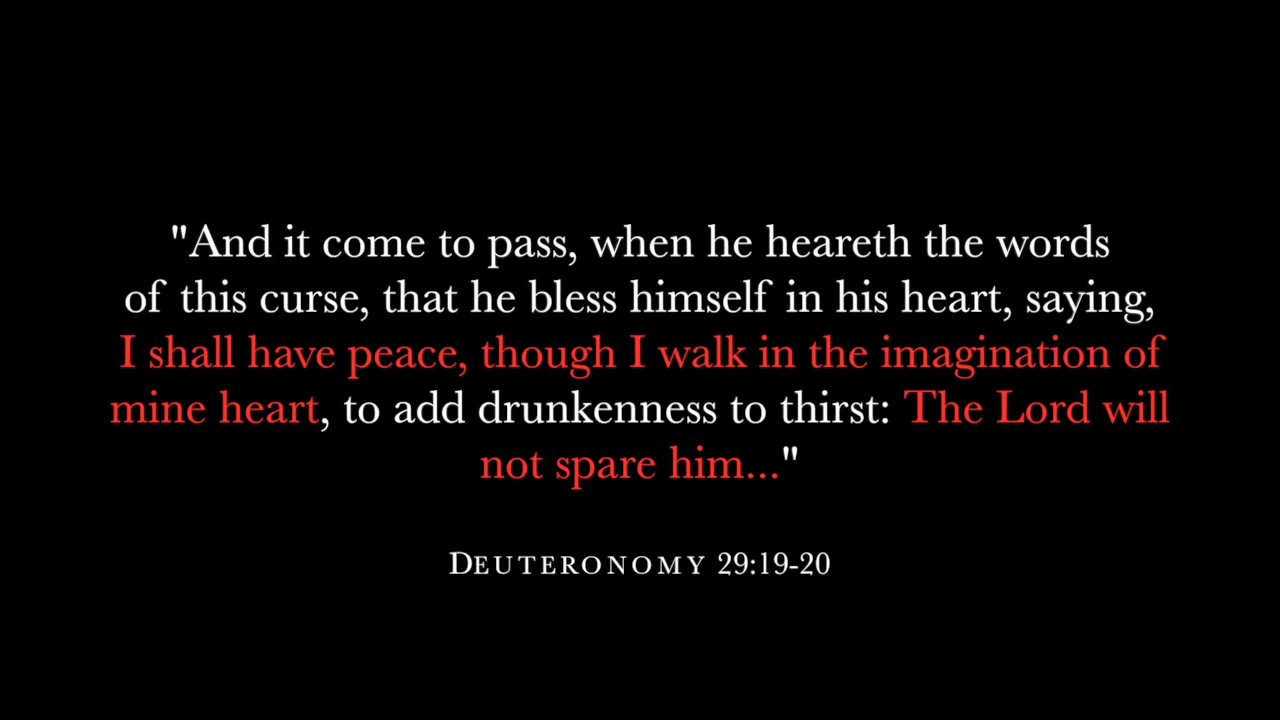 "And it come to pass, when he heareth the words
of this curse, that he bless himself in his heart, saying,
I shall have peace, though I walk in the imagination of
mine heart, to add drunkenness to thirst: The Lord will
not spare him..."
DEUTERONOMY 29:19-20